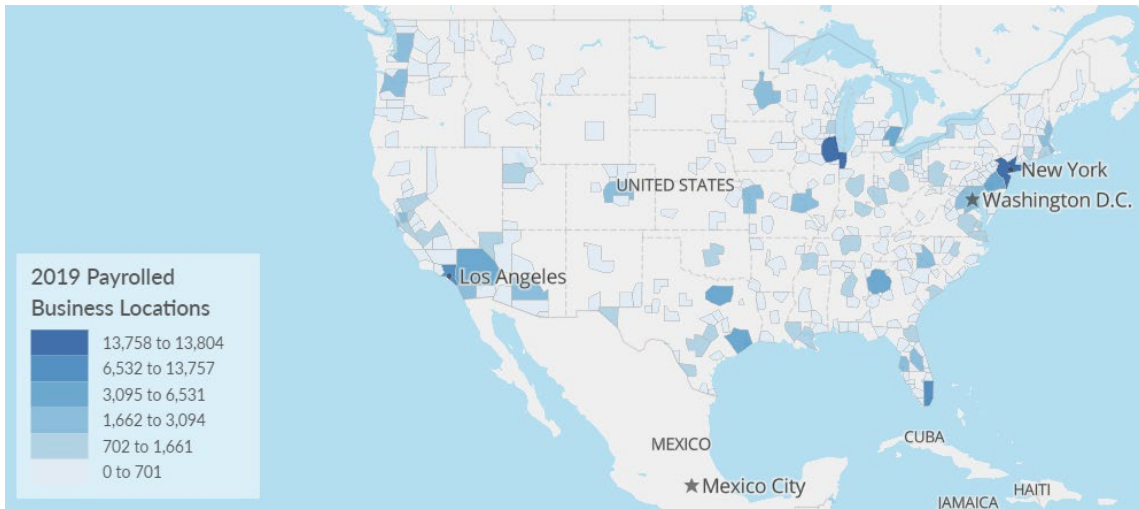 UNITED STATES
New York
Washington D.C.
Los Angeles
2019 Payrolled
Business Locations
13,758 to 13,804
6,532 to 13,757
3,095 to 6,531
1,662 to 3,094
702 to 1,661
0 to 701
MEXICO
CUBA
Mexico City
HAITI
JAMAICA